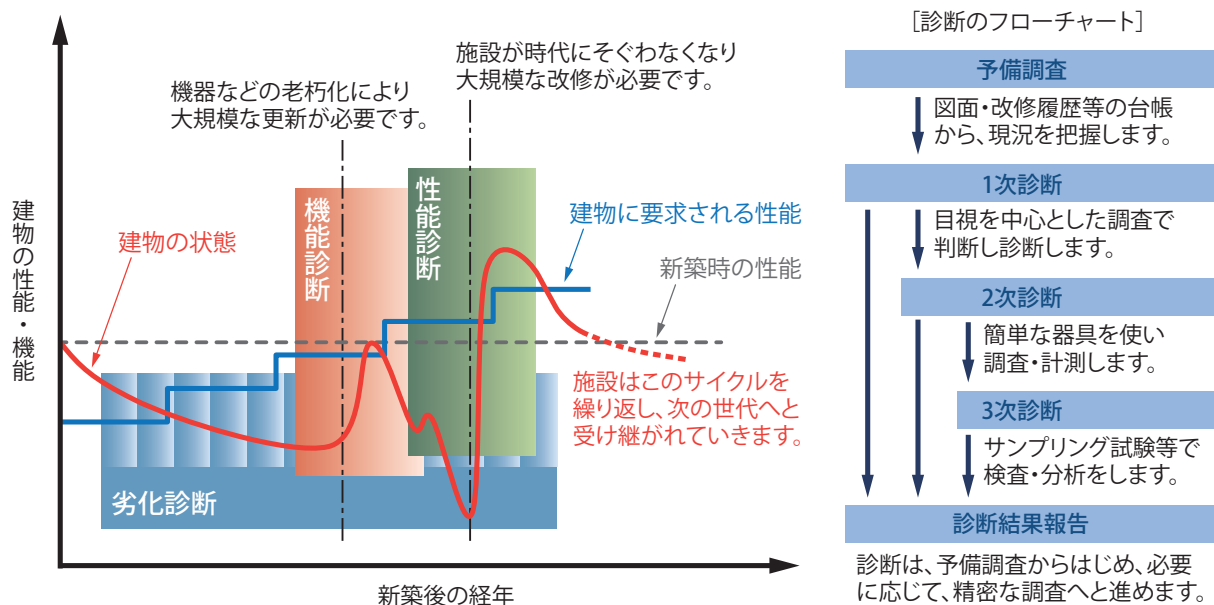 施設が時代にそぐわなくなり
大規模な改修が必要です。
機器などの老朽化により
大規模な更新が必要です。
建物の性能・機能
建物の状態
機能診断
性能診断
建物に要求される性能
新築時の性能
施設はこのサイクルを
繰り返し、次の世代へと
受け継がれていきます。
劣化診断
新築後の経年
[診断のフローチャート]
予備調査
図面・改修履歴等の台帳
から、現況を把握します。
1次診断
目視を中心とした調査で
判断し診断します。
2次診断
簡単な器具を使い
調査・計測します。
3次診断
サンプリング試験等で
検査・分析をします。
診断結果報告
診断は、予備調査からはじめ、必要
に応じて、精密な調査へと進めます。